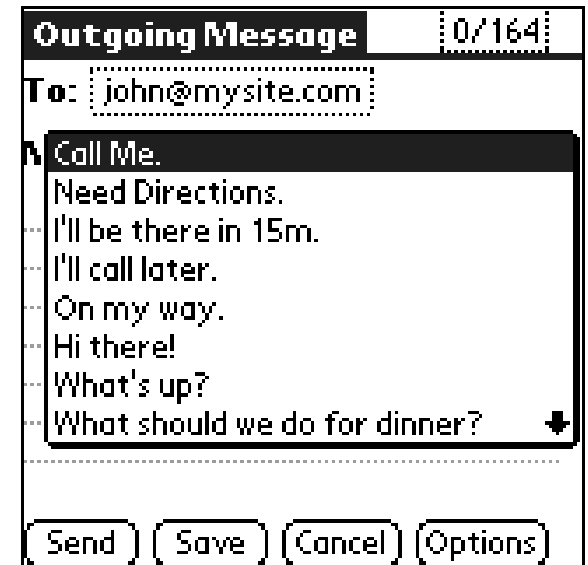 Outgoing Message 0/164
To: john@mysite.com
Call Me.
Need Directions.
I'll be there in 15m.
I'll call later.
On my way.
Hi there!
What's up?
What should we do for dinner?
Send Save Cancel Options